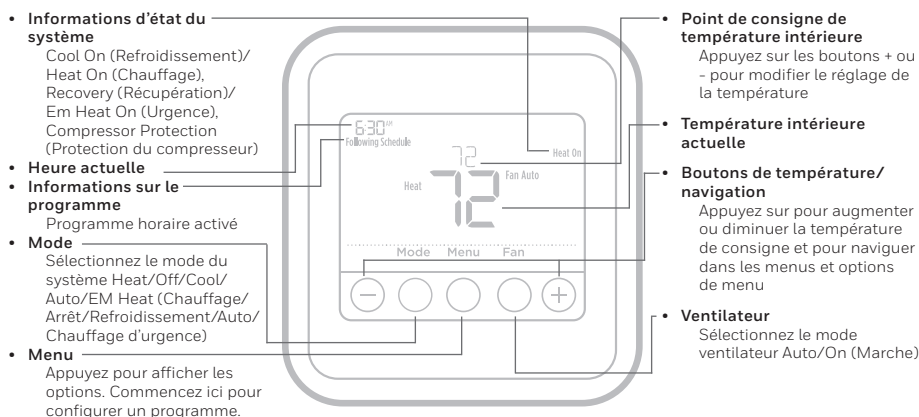 • Informations d'état du
système
Cool On (Refroidissement)/
Heat On (Chauffage),
Recovery (Récupération)/
Em Heat On (Urgence),
Compressor Protection
(Protection du compresseur)
• Heure actuelle
• Informations sur le
programme
Programme horaire activé
• Mode
Sélectionnez le mode du
système Heat/Off/Cool/
Auto/EM Heat (Chauffage/
Arrêt/Refroidissement/Auto/
Chauffage d'urgence)
• Menu
Appuyez pour afficher les
options. Commencez ici pour
configurer un programme.
6:30 AM
Following Schedule
72
Heat On
Heat
72
Fan Auto
Mode Menu Fan
• Point de consigne de
température intérieure
Appuyez sur les boutons + ou
- pour modifier le réglage de
la température
• Température intérieure
actuelle
• Boutons de température/
navigation
Appuyez sur pour augmenter
ou diminuer la température
de consigne et pour naviguer
dans les menus et options
de menu
• Ventilateur
Sélectionnez le mode
ventilateur Auto/On (Marche)